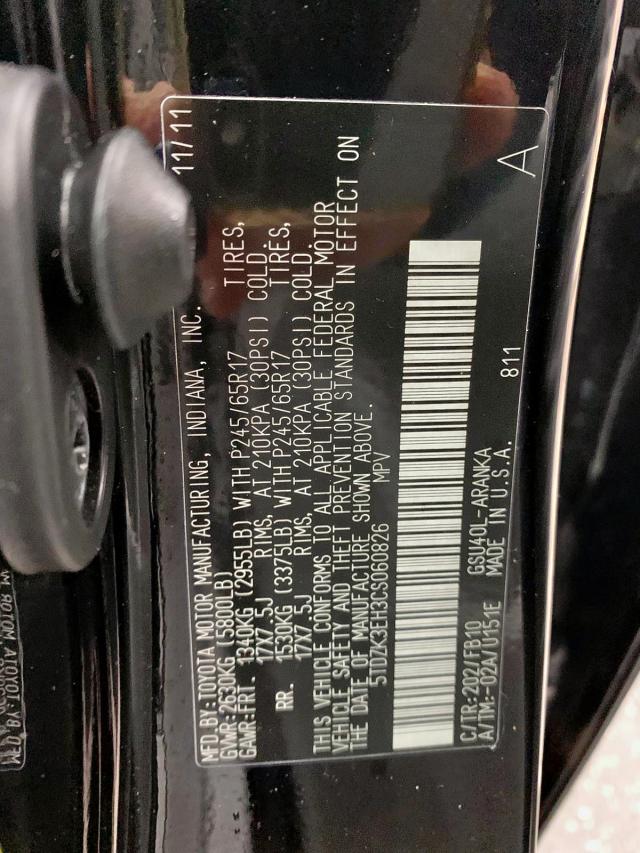 MFD.BY:TOYOTA MOTOR MANUFACTURING, INDIANA, INC. 11/11
GVWR:2630KG (5800LB)
GAWR:FRT. 1340KG (2955LB) WITH P245/65R17 TIRES,
17X7.5J RIMS, AT 210KPA (30PSI) COLD.
RR. 1530KG (3375LB) WITH P245/65R17 TIRES,
17X7.5J RIMS, AT 210KPA (30PSI) COLD.
THIS VEHICLE CONFORMS TO ALL APPLICABLE FEDERAL MOTOR
VEHICLE SAFETY AND THEFT PREVENTION STANDARDS IN EFFECT ON
THE DATE OF MANUFACTURE SHOWN ABOVE.
5TDZK3EH3CS060826 MPV
C/TR:202/FB10 GSU40L-ARANKA 811 A
A/TM:-02A/U151E MADE IN U.S.A.